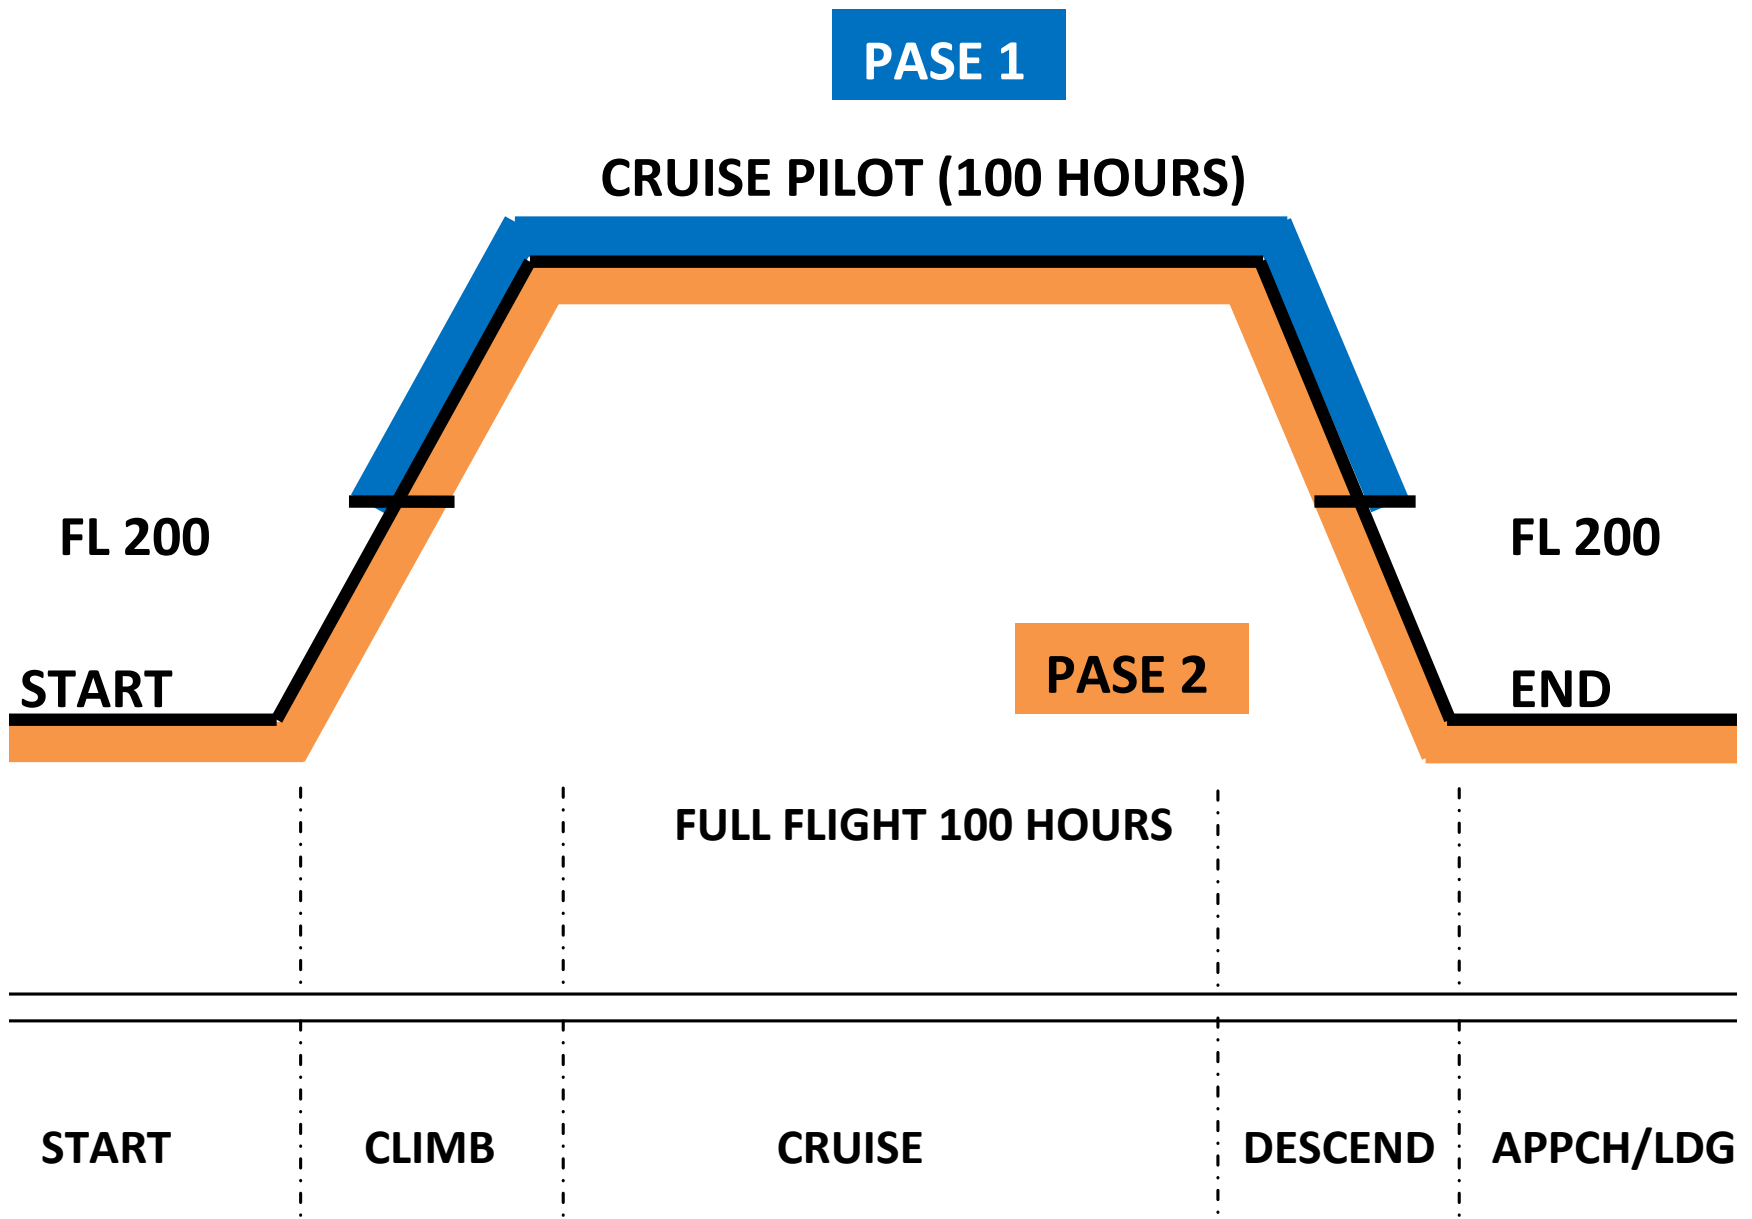 PASE 1
CRUISE PILOT (100 HOURS)
FL 200
FL 200
START
PASE 2
END
FULL FLIGHT 100 HOURS
START
CLIMB
CRUISE
DESCEND
APPCH/LDG